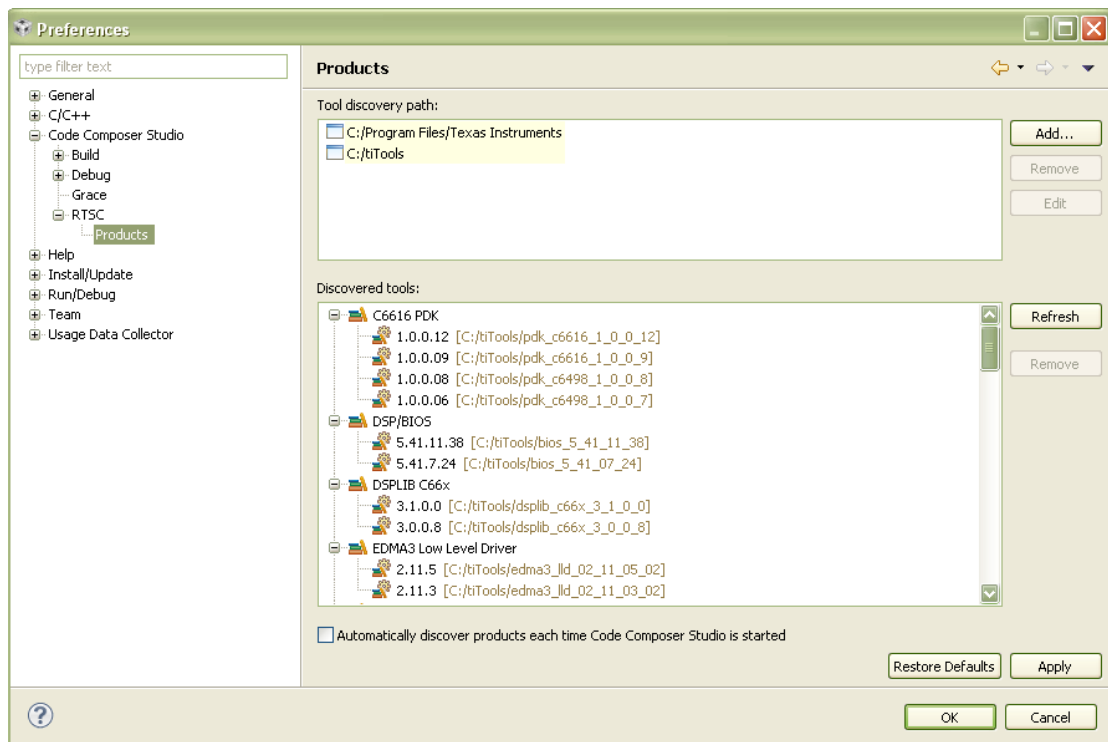 Preferences
type filter text
General
C/C++
Code Composer Studio
Build
Debug
Grace
RTSC
Products
Help
Install/Update
Run/Debug
Team
Usage Data Collector
Products
Tool discovery path:
C:/Program Files/Texas Instruments
C:/tiTools
Add...
Remove
Edit
Discovered tools:
C6616 PDK
1.0.0.12 [C:/tiTools/pdk_c6616_1_0_0_12]
1.0.0.09 [C:/tiTools/pdk_c6616_1_0_0_9]
1.0.0.08 [C:/tiTools/pdk_c6498_1_0_0_8]
1.0.0.06 [C:/tiTools/pdk_c6498_1_0_0_7]
DSP/BIOS
5.41.11.38 [C:/tiTools/bios_5_41_11_38]
5.41.7.24 [C:/tiTools/bios_5_41_07_24]
DSPLIB C66x
3.1.0.0 [C:/tiTools/dsplib_c66x_3_1_0_0]
3.0.0.8 [C:/tiTools/dsplib_c66x_3_0_0_8]
EDMA3 Low Level Driver
2.11.5 [C:/tiTools/edma3_lld_02_11_05_02]
2.11.3 [C:/tiTools/edma3_lld_02_11_03_02]
Refresh
Remove
Automatically discover products each time Code Composer Studio is started
Restore Defaults
Apply
?
OK
Cancel